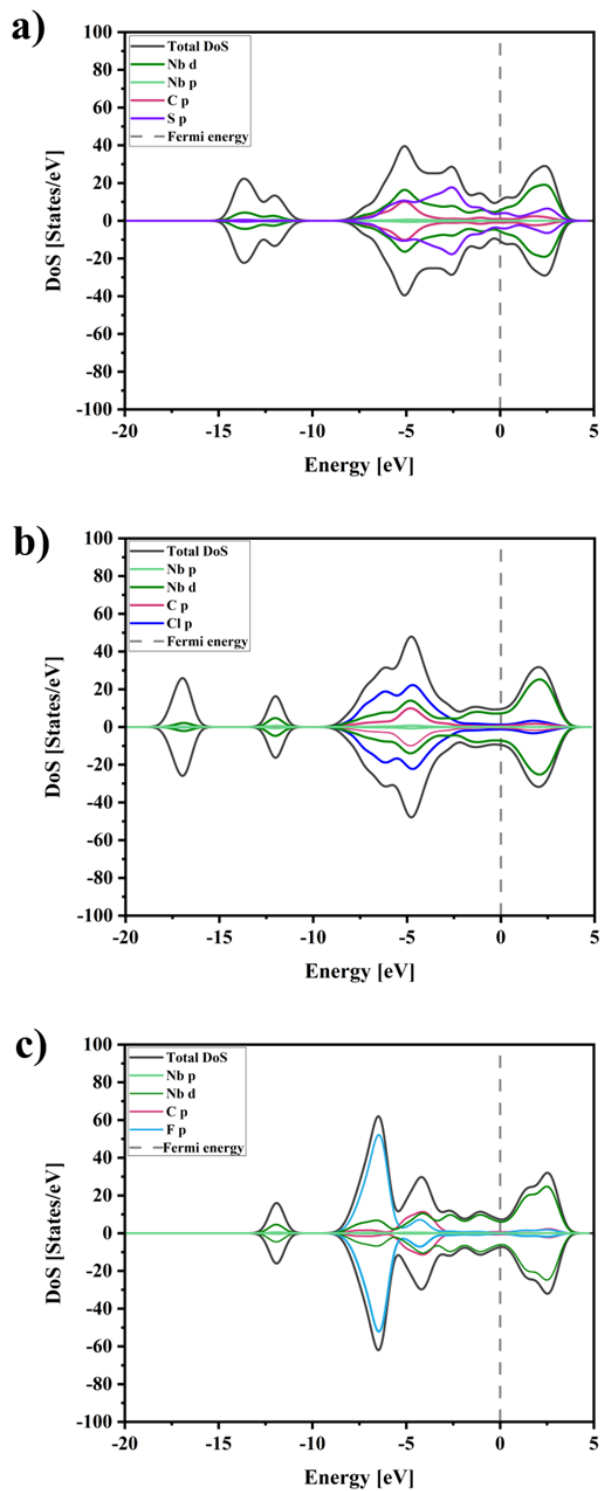 a)
100
80
60
40
20
0
-20
-40
-60
-80
-100
DoS [States/eV]
Total DoS
Nb d
Nb p
C p
S p
Fermi energy
-20
-15
-10
-5
0
5
Energy [eV]
b)
100
80
60
40
20
0
-20
-40
-60
-80
-100
DoS [States/eV]
Total DoS
Nb p
Nb d
C p
Cl p
Fermi energy
-20
-15
-10
-5
0
5
Energy [eV]
c)
100
80
60
40
20
0
-20
-40
-60
-80
-100
DoS [States/eV]
Total DoS
Nb p
Nb d
C p
F p
Fermi energy
-20
-15
-10
-5
0
5
Energy [eV]